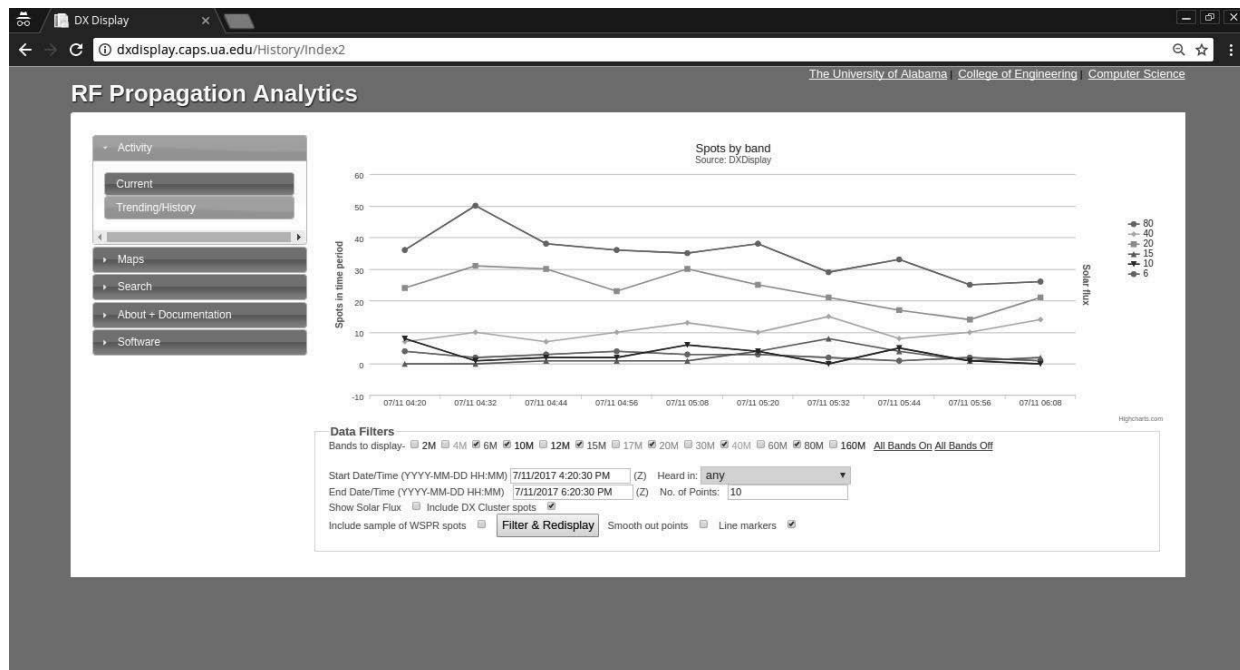 DX Display
dxdisplay.caps.ua.edu/History/Index2
The University of Alabama | College of Engineering | Computer Science
RF Propagation Analytics
Activity
Current
Trending/History
Maps
Search
About + Documentation
Software
Spots by band
Source: DXDisplay
Spots in time period
60
50
40
30
20
10
0
-10
07/11 04:20 07/11 04:32 07/11 04:44 07/11 04:56 07/11 05:08 07/11 05:20 07/11 05:32 07/11 05:44 07/11 05:56 07/11 06:08
Solar flux
80
40
20
15
10
6
Highcharts.com
Data Filters
Bands to display- 2M 4M 6M 10M 12M 15M 17M 20M 30M 40M 60M 80M 160M All Bands On All Bands Off
Start Date/Time (YYYY-MM-DD HH:MM) 7/11/2017 4:20:30 PM (Z) Heard in: any
End Date/Time (YYYY-MM-DD HH:MM) 7/11/2017 6:20:30 PM (Z) No. of Points: 10
Show Solar Flux Include DX Cluster spots
Include sample of WSPR spots Filter & Redisplay Smooth out points Line markers